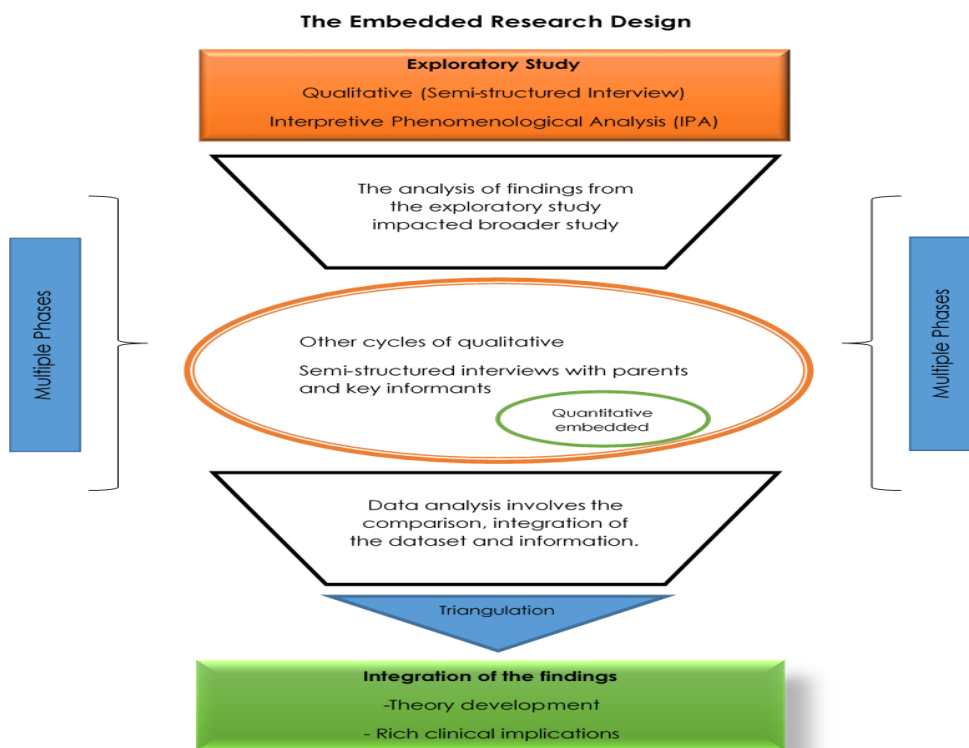 The Embedded Research Design
Exploratory Study
Qualitative (Semi-structured Interview)
Interpretive Phenomenological Analysis (IPA)
The analysis of findings from
the exploratory study
impacted broader study
Multiple Phases
Multiple Phases
Other cycles of qualitative
Semi-structured interviews with parents
and key informants
Quantitative
embedded
Data analysis involves the
comparison, integration of
the dataset and information.
Triangulation
Integration of the findings
-Theory development
- Rich clinical implications